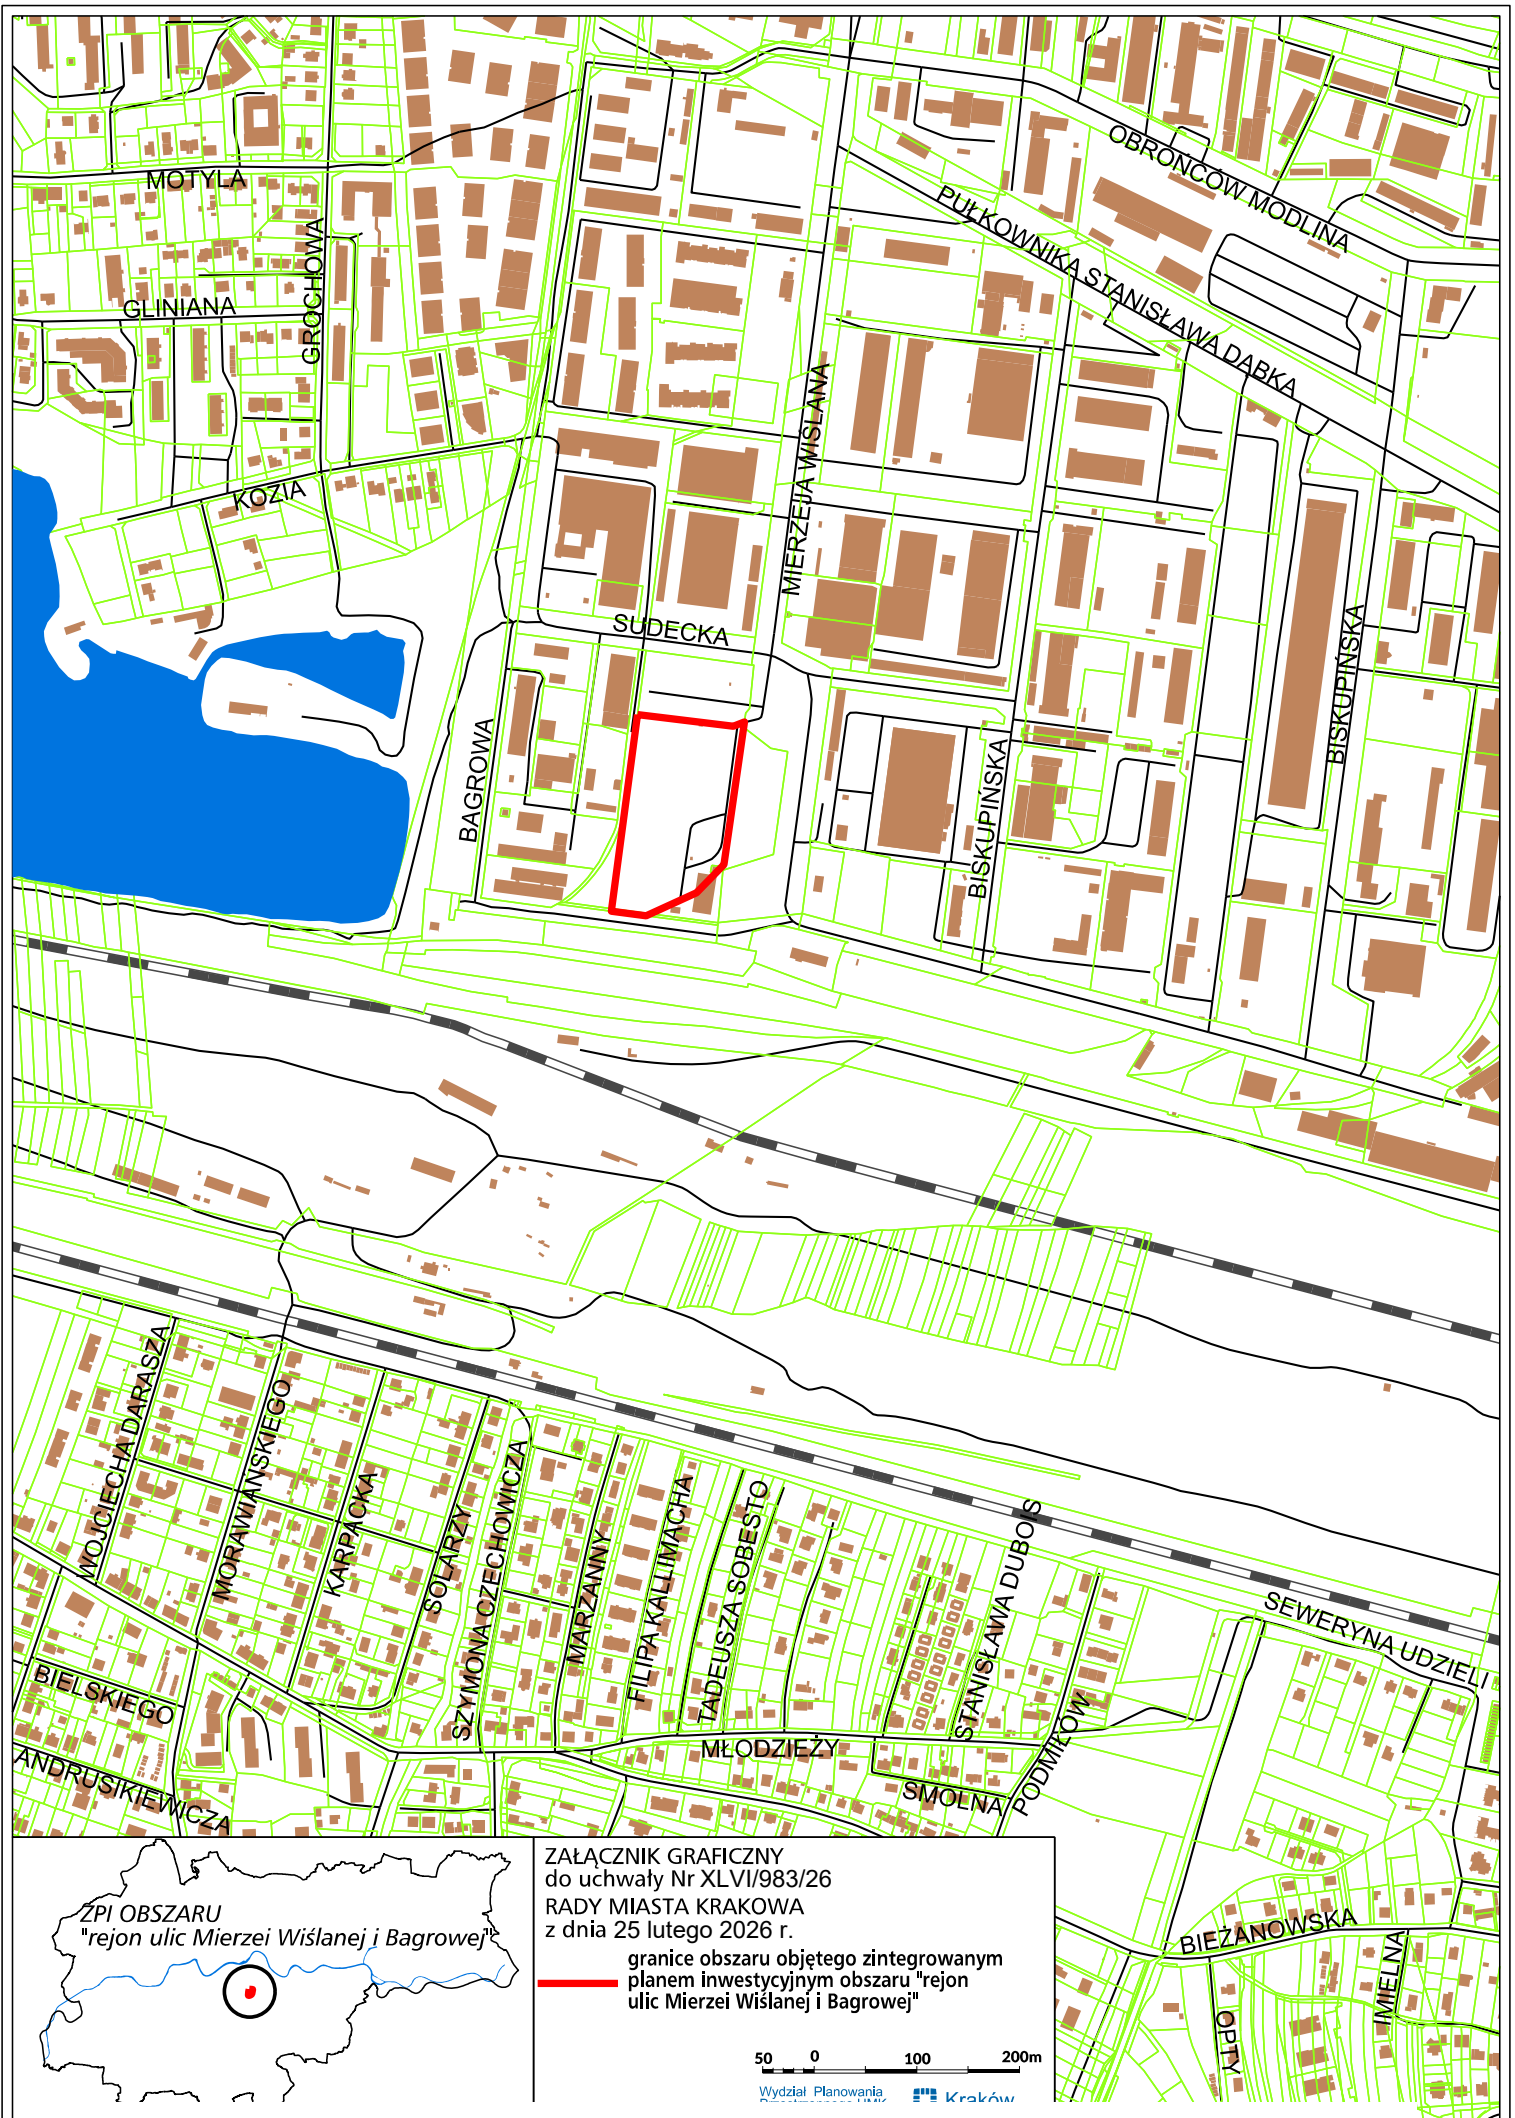 OBROŃCÓW MODLINA
MOTYLA
PUŁKOWNIKA STANISŁAWA DĄBKA
GROCHOWA
GLINIANA
MIERZEJA WIŚLANA
KOZIA
SUDECKA
BISKUPIŃSKA
BAGROWA
BISKUPIŃSKA
WOJCIECHA DARASZA
MORAWIAŃSKIEGO
KARPACKA
SOLARZY
SZYMONA CZECHOWICZA
MARZANNY
FILIPA KALLIMACHA
TADEUSZA SOBESTO
STANISŁAWA DUBOIS
SEWERYNA UDZIELI
BIELSKIEGO
MŁODZIEŻY
PODMIŁÓW
SMOLNA
ANDRUSIKIEWICZA
BIEŻANOWSKA
IMIELNA
OPTY
ZPI OBSZARU
"rejon ulic Mierzei Wiślanej i Bagrowej"
ZAŁĄCZNIK GRAFICZNY
do uchwały Nr XLVI/983/26
RADY MIASTA KRAKOWA
z dnia 25 lutego 2026 r.
granice obszaru objętego zintegrowanym
planem inwestycyjnym obszaru "rejon
ulic Mierzei Wiślanej i Bagrowej"
50 0 100 200m
Wydział Planowania
Przestrzennego UMK
Kraków